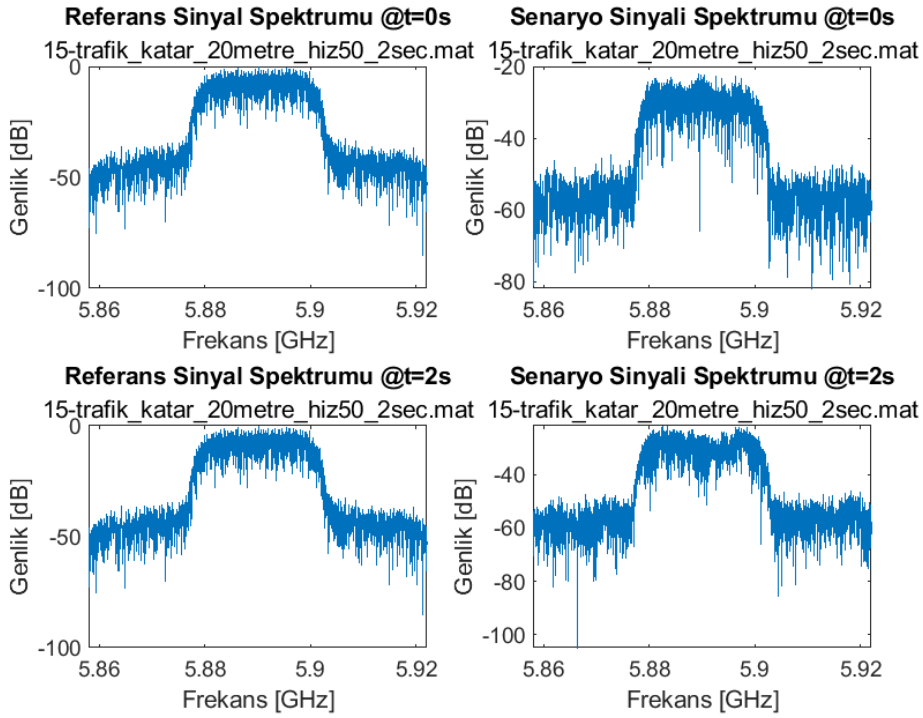 Referans Sinyal Spektrumu @t=0s
15-trafik_katar_20metre_hiz50_2sec.mat
0
-50
-100
Genlik [dB]
5.86
5.88
5.9
5.92
Frekans [GHz]
Senaryo Sinyali Spektrumu @t=0s
15-trafik_katar_20metre_hiz50_2sec.mat
-20
-40
-60
-80
Genlik [dB]
5.86
5.88
5.9
5.92
Frekans [GHz]
Referans Sinyal Spektrumu @t=2s
15-trafik_katar_20metre_hiz50_2sec.mat
0
-50
-100
Genlik [dB]
5.86
5.88
5.9
5.92
Frekans [GHz]
Senaryo Sinyali Spektrumu @t=2s
15-trafik_katar_20metre_hiz50_2sec.mat
-40
-60
-80
-100
Genlik [dB]
5.86
5.88
5.9
5.92
Frekans [GHz]